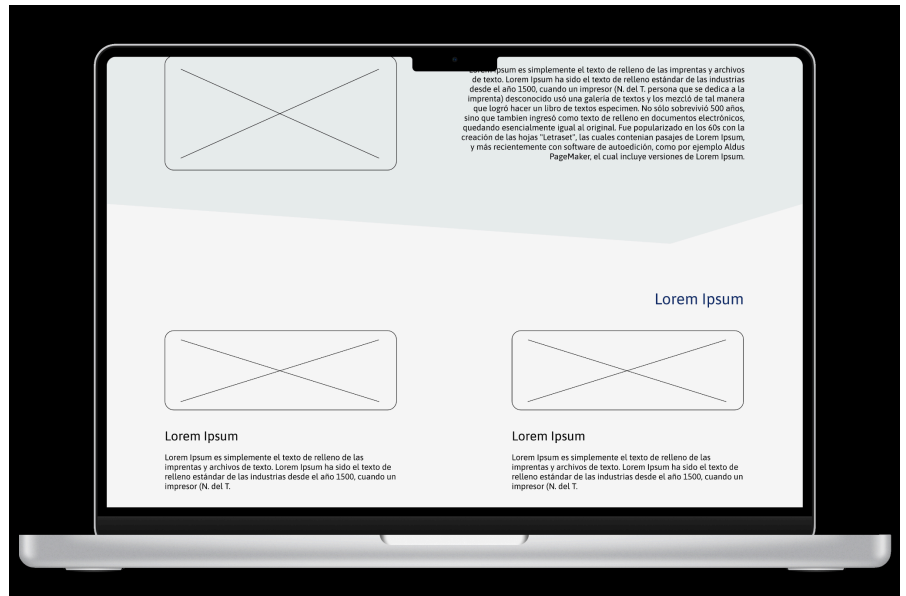 Lorem Ipsum es simplemente el texto de relleno de las imprentas y archivos
de texto. Lorem Ipsum ha sido el texto de relleno estándar de las industrias
desde el año 1500, cuando un impresor (N. del T. persona que se dedica a la
imprenta) desconocido usó una galería de textos y los mezcló de tal manera
que logró hacer un libro de textos especimen. No sólo sobrevivió 500 años,
sino que tambien ingresó como texto de relleno en documentos electrónicos,
quedando esencialmente igual al original. Fue popularizado en los 60s con la
creación de las hojas "Letraset", las cuales contenian pasajes de Lorem Ipsum,
y más recientemente con software de autoedición, como por ejemplo Aldus
PageMaker, el cual incluye versiones de Lorem Ipsum.
Lorem Ipsum
Lorem Ipsum
Lorem Ipsum es simplemente el texto de relleno de las
imprentas y archivos de texto. Lorem Ipsum ha sido el texto de
relleno estándar de las industrias desde el año 1500, cuando un
impresor (N. del T.
Lorem Ipsum
Lorem Ipsum es simplemente el texto de relleno de las
imprentas y archivos de texto. Lorem Ipsum ha sido el texto de
relleno estándar de las industrias desde el año 1500, cuando un
impresor (N. del T.